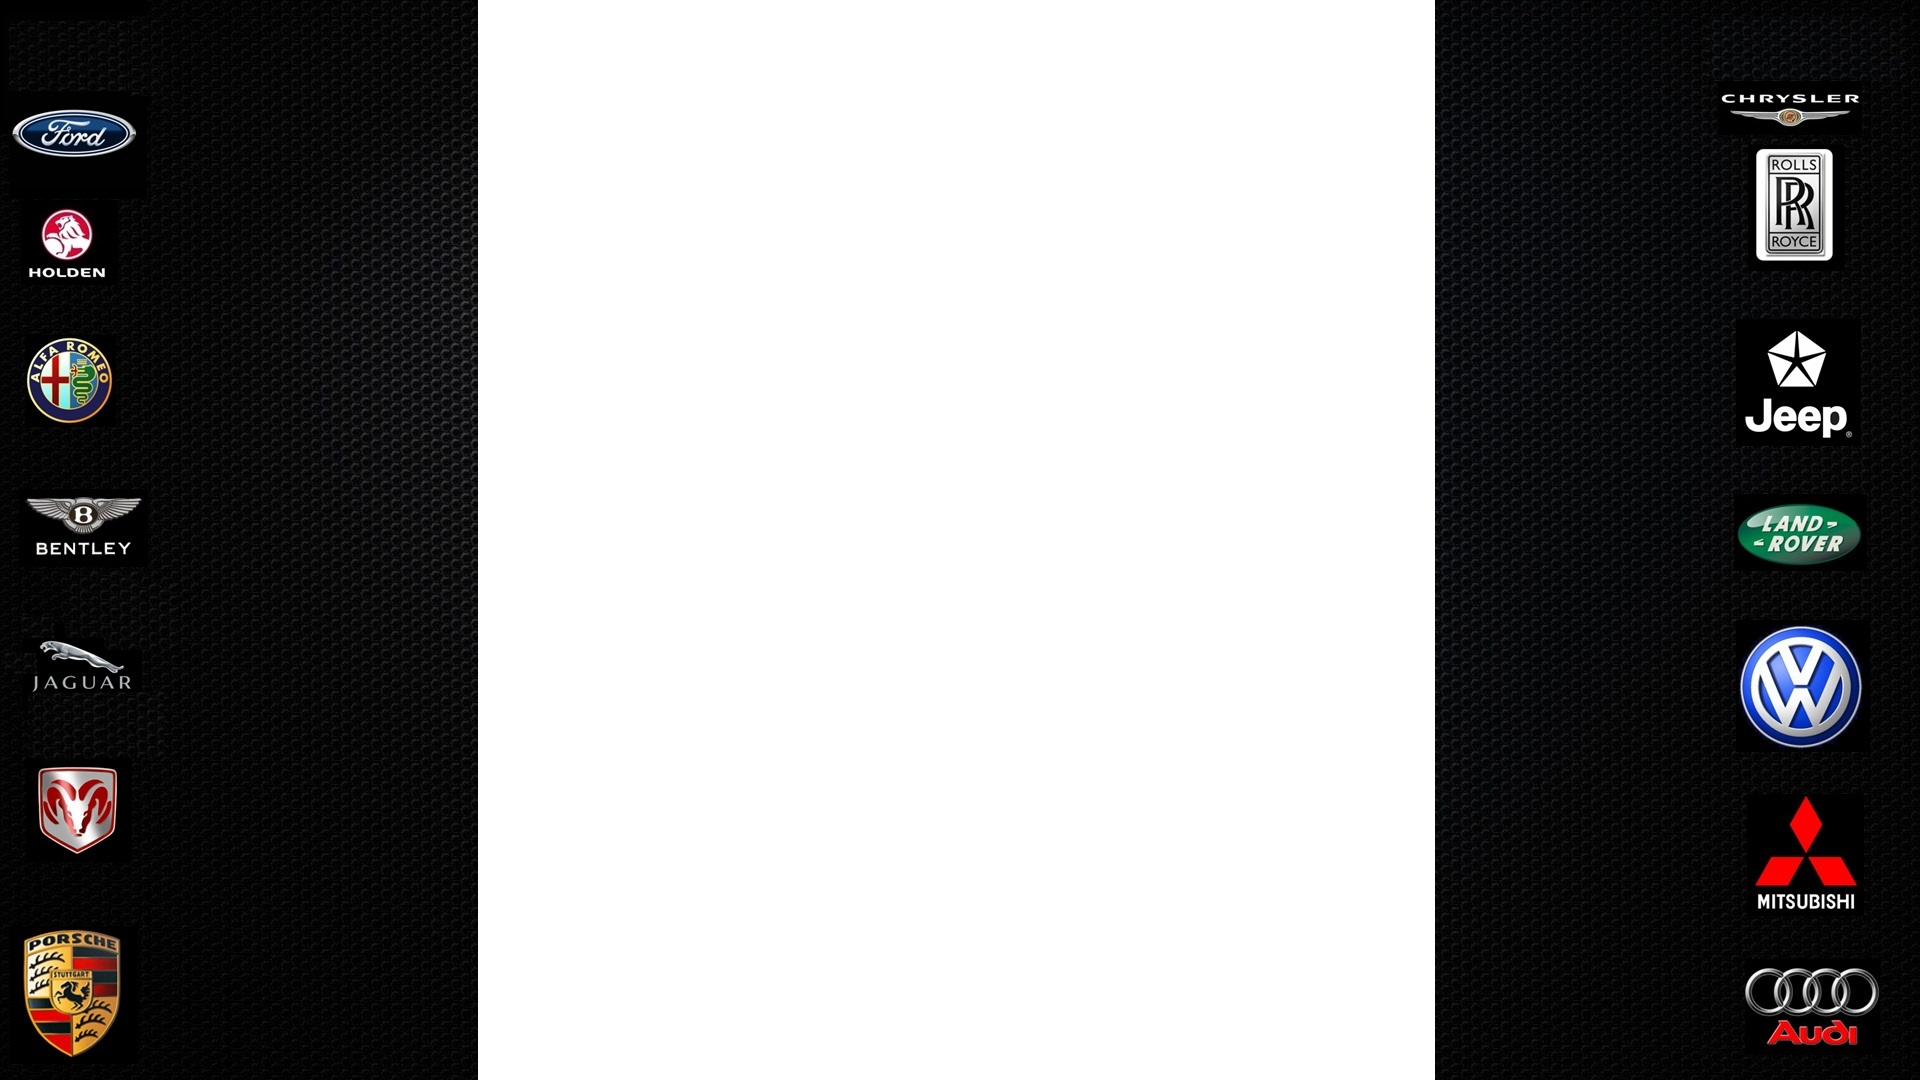 Ford
HOLDEN
ALFA ROMEO
B
BENTLEY
JAGUAR
PORSCHE
STUTTGART
CHRYSLER
ROLLS
RR
ROYCE
Jeep®
LAND
ROVER
VW
MITSUBISHI
Audi